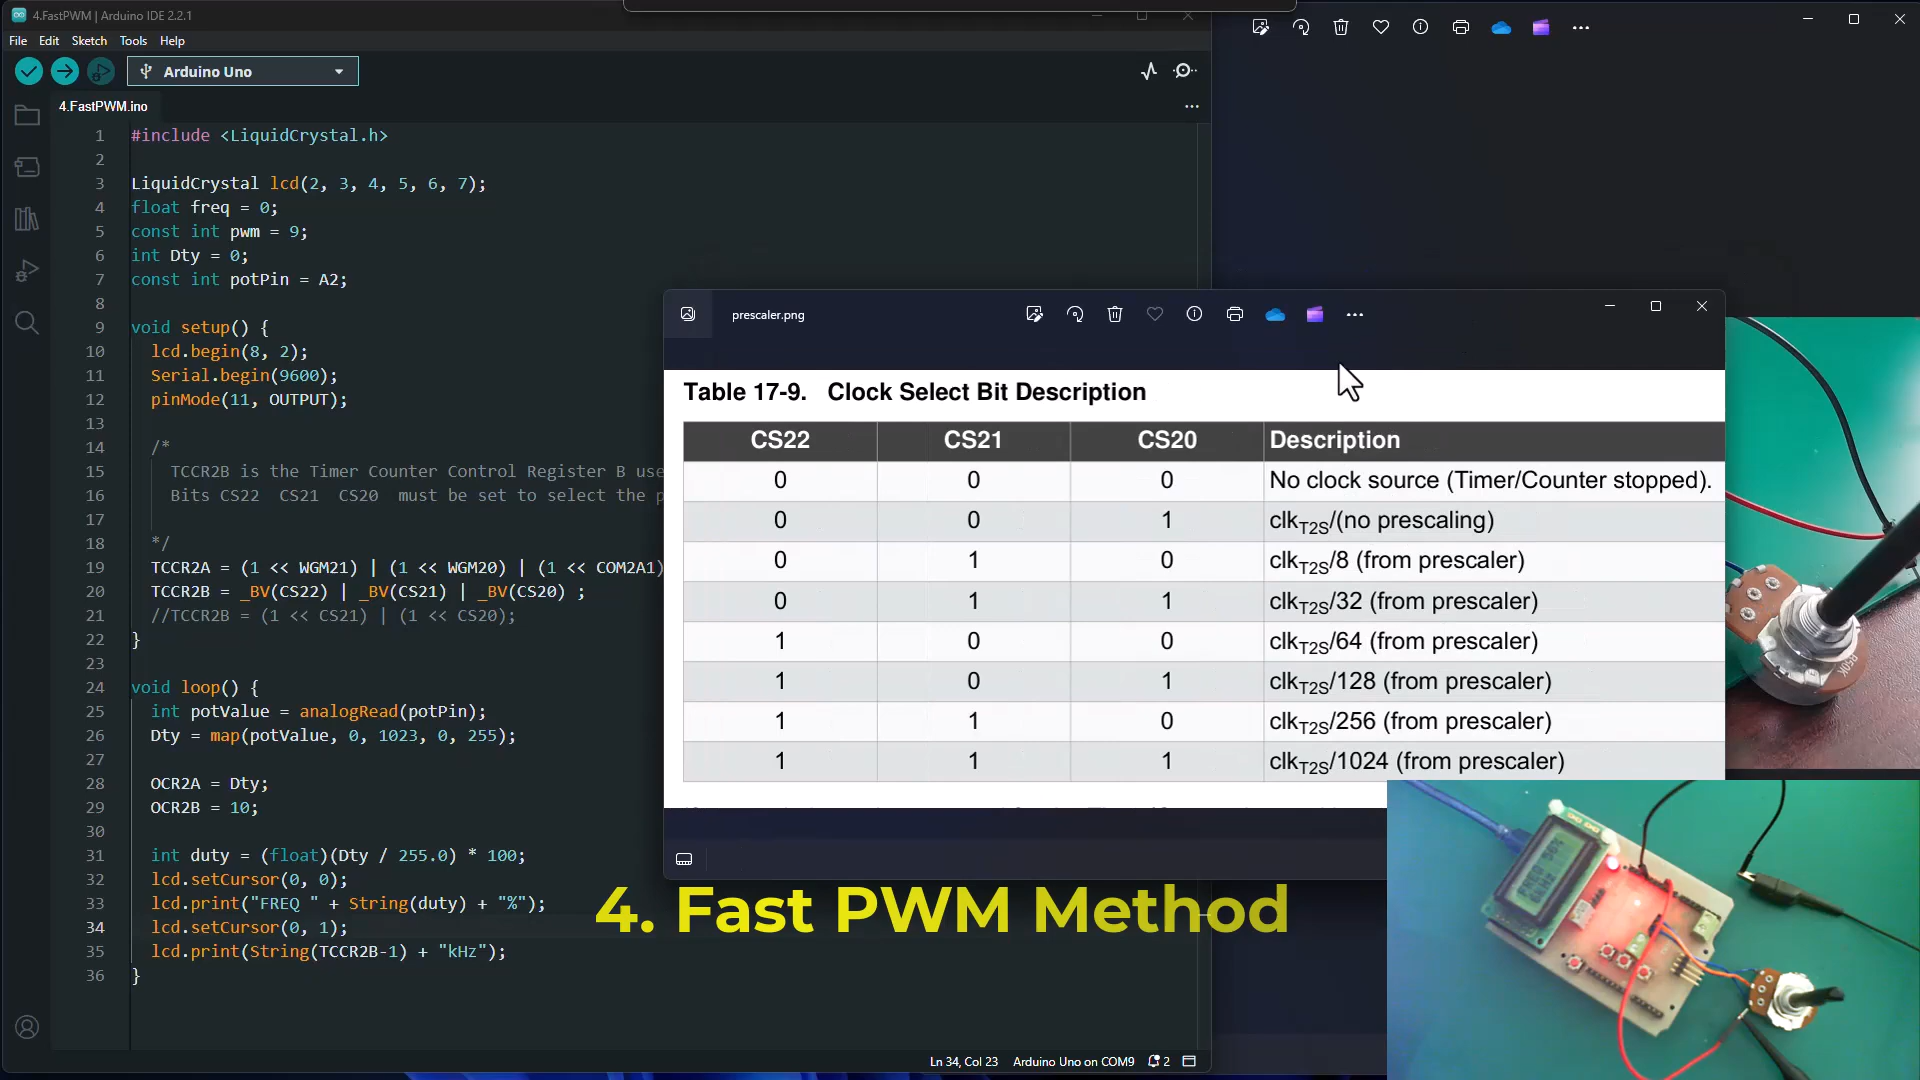 4.FastPWM | Arduino IDE 2.2.1
File Edit Sketch Tools Help
Arduino Uno
4.FastPWM.ino
1 #include <LiquidCrystal.h>
2
3 LiquidCrystal lcd(2, 3, 4, 5, 6, 7);
4 float freq = 0;
5 const int pwm = 9;
6 int Dty = 0;
7 const int potPin = A2;
8
9 void setup() {
10 lcd.begin(8, 2);
11 Serial.begin(9600);
12 pinMode(11, OUTPUT);
13
14 /*
15 TCCR2B is the Timer Counter Control Register B use
16 Bits CS22 CS21 CS20 must be set to select the p
17
18 */
19 TCCR2A = (1 << WGM21) | (1 << WGM20) | (1 << COM2A1)
20 TCCR2B = _BV(CS22) | _BV(CS21) | _BV(CS20) ;
21 //TCCR2B = (1 << CS21) | (1 << CS20);
22 }
23
24 void loop() {
25 int potValue = analogRead(potPin);
26 Dty = map(potValue, 0, 1023, 0, 255);
27
28 OCR2A = Dty;
29 OCR2B = 10;
30
31 int duty = (float)(Dty / 255.0) * 100;
32 lcd.setCursor(0, 0);
33 lcd.print("FREQ " + String(duty) + "%");
34 lcd.setCursor(0, 1);
35 lcd.print(String(TCCR2B-1) + "kHz");
36 }
prescaler.png
Table 17-9. Clock Select Bit Description
CS22 CS21 CS20 Description
0 0 0 No clock source (Timer/Counter stopped).
0 0 1 clkT2S/(no prescaling)
0 1 0 clkT2S/8 (from prescaler)
0 1 1 clkT2S/32 (from prescaler)
1 0 0 clkT2S/64 (from prescaler)
1 0 1 clkT2S/128 (from prescaler)
1 1 0 clkT2S/256 (from prescaler)
1 1 1 clkT2S/1024 (from prescaler)
4. Fast PWM Method
Ln 34, Col 23 Arduino Uno on COM9 2